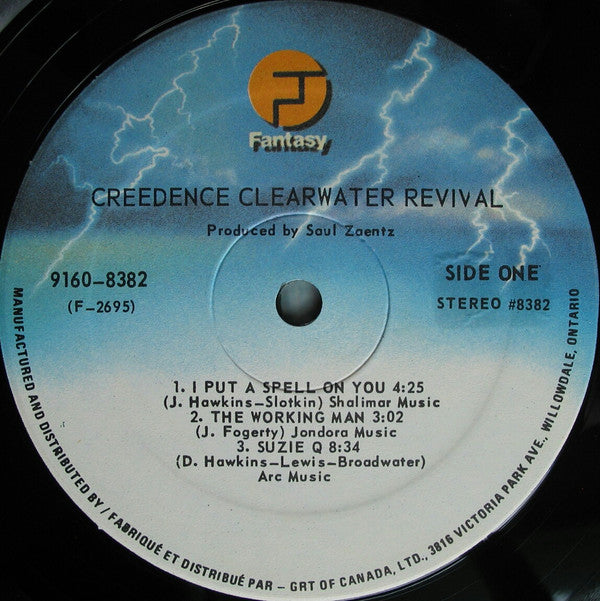 Fantasy
CREEDENCE CLEARWATER REVIVAL
Produced by Saul Zaentz
9160-8382
(F-2695)
SIDE ONE
STEREO #8382
1. I PUT A SPELL ON YOU 4:25
(J. Hawkins-Slotkin) Shalimar Music
2. THE WORKING MAN 3:02
(J. Fogerty) Jondora Music
3. SUZIE Q 8:34
(D. Hawkins-Lewis-Broadwater)
Arc Music
MANUFACTURED AND DISTRIBUTED BY / FABRIQUÉ ET DISTRIBUÉ PAR - GRT OF CANADA, LTD., 3816 VICTORIA PARK AVE., WILLOWDALE, ONTARIO